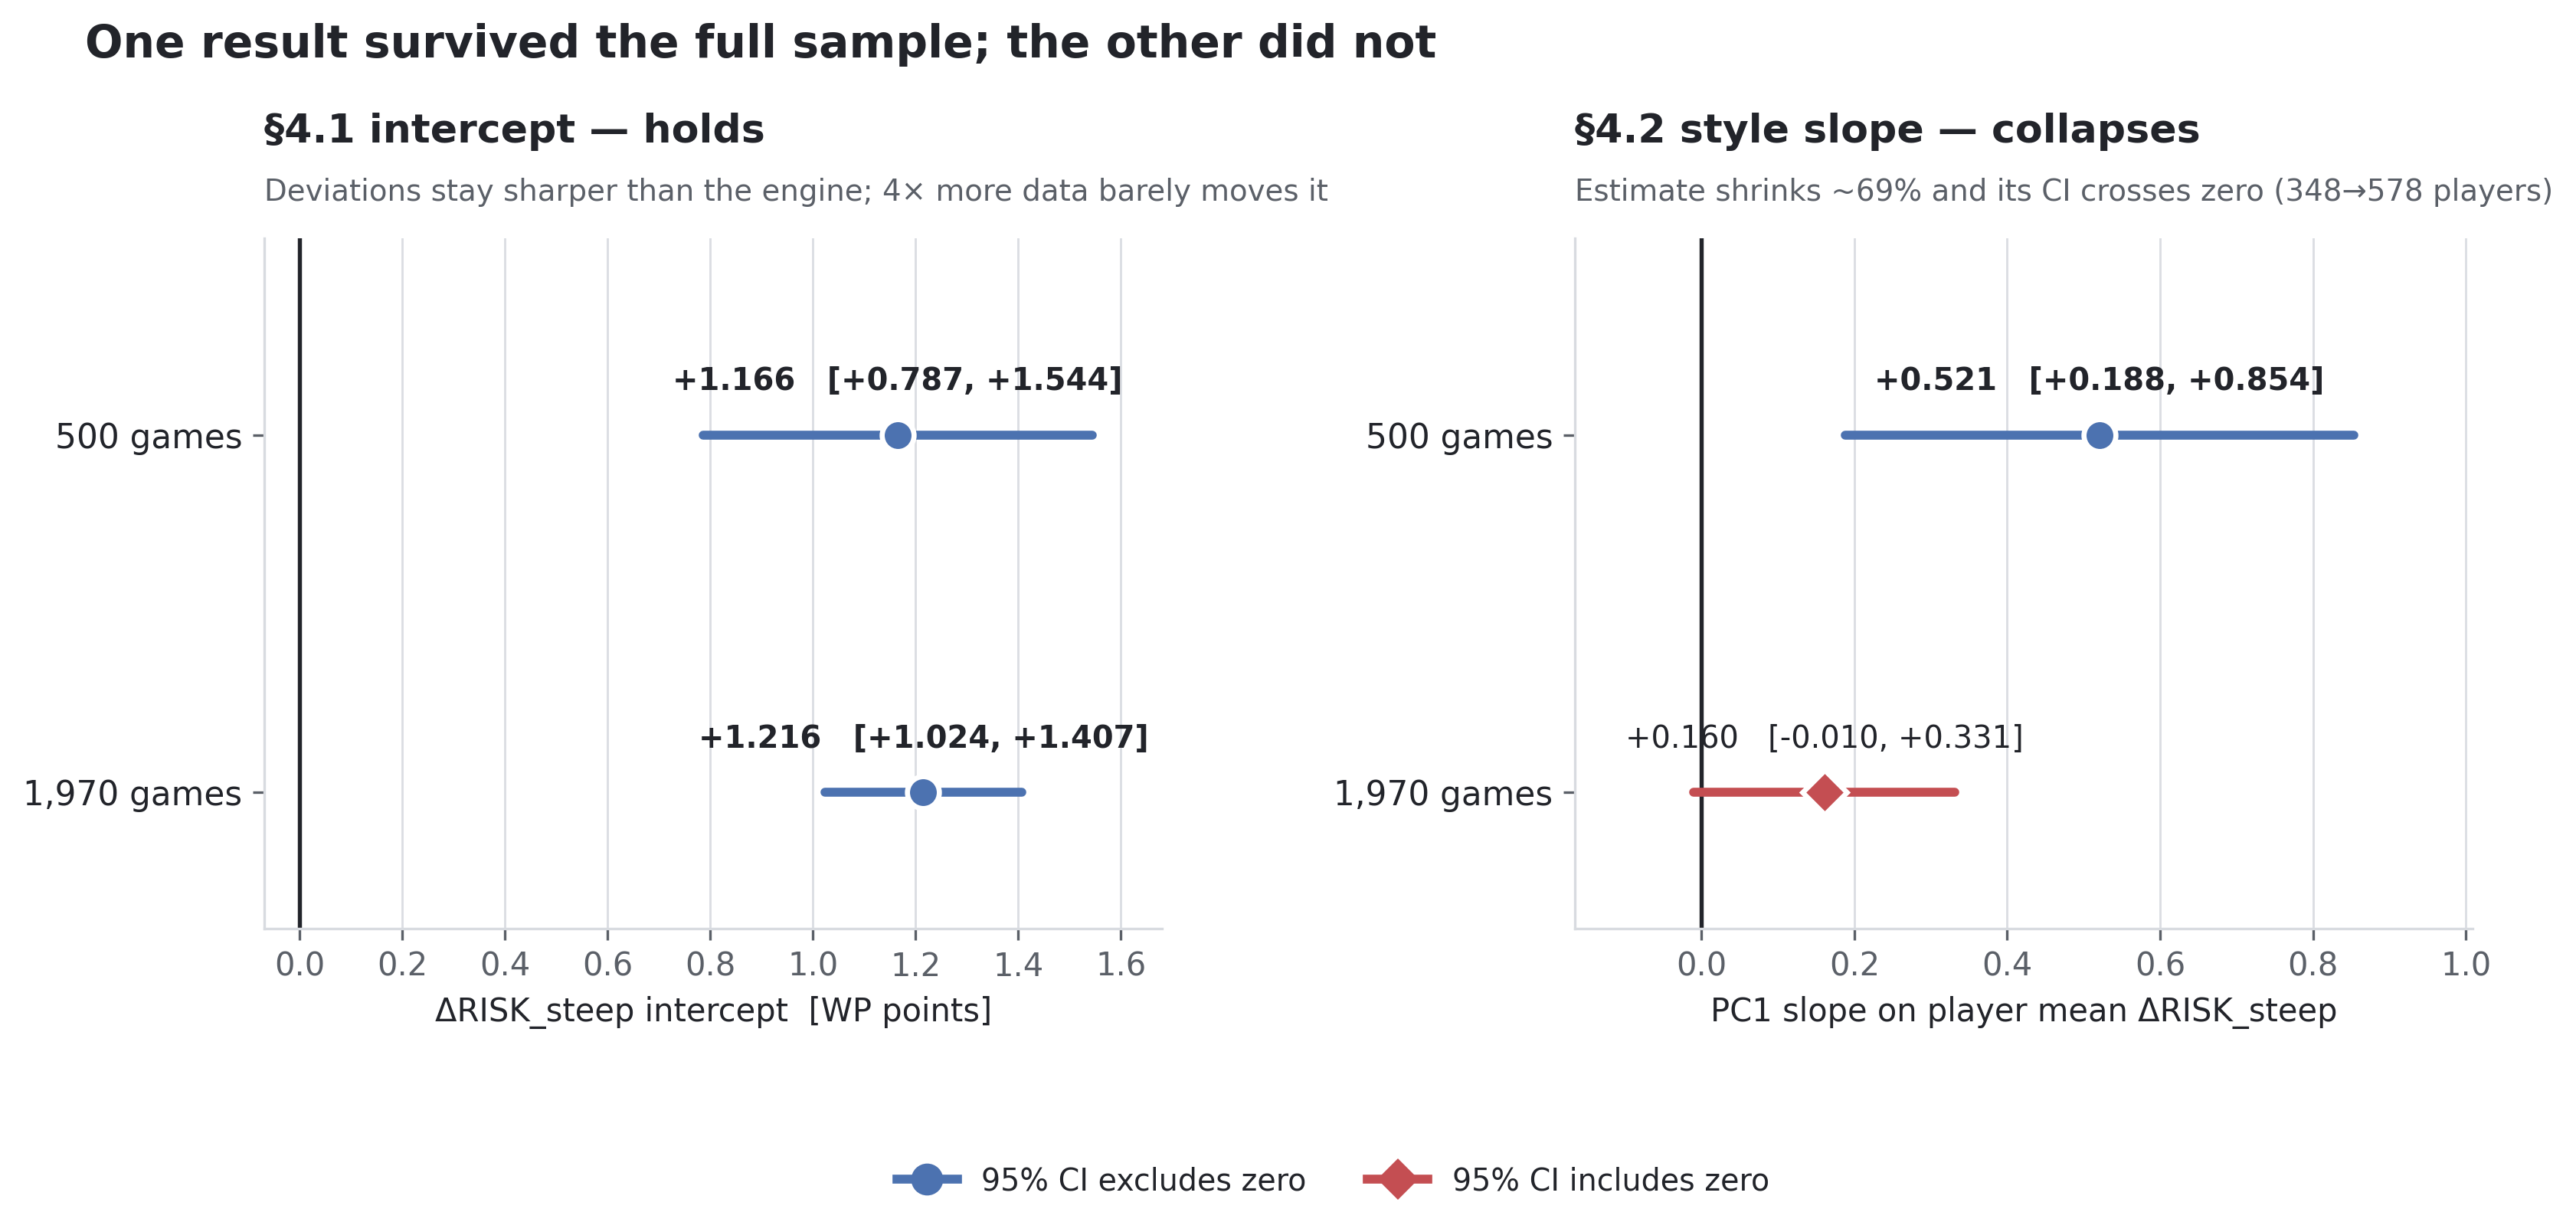 One result survived the full sample; the other did not
§4.1 intercept — holds
Deviations stay sharper than the engine; 4× more data barely moves it
+1.166 [+0.787, +1.544]
500 games
+1.216 [+1.024, +1.407]
1,970 games
0.0 0.2 0.4 0.6 0.8 1.0 1.2 1.4 1.6
ΔRISK_steep intercept [WP points]
§4.2 style slope — collapses
Estimate shrinks ~69% and its CI crosses zero (348→578 players)
+0.521 [+0.188, +0.854]
500 games
+0.160 [-0.010, +0.331]
1,970 games
0.0 0.2 0.4 0.6 0.8 1.0
PC1 slope on player mean ΔRISK_steep
95% CI excludes zero
95% CI includes zero